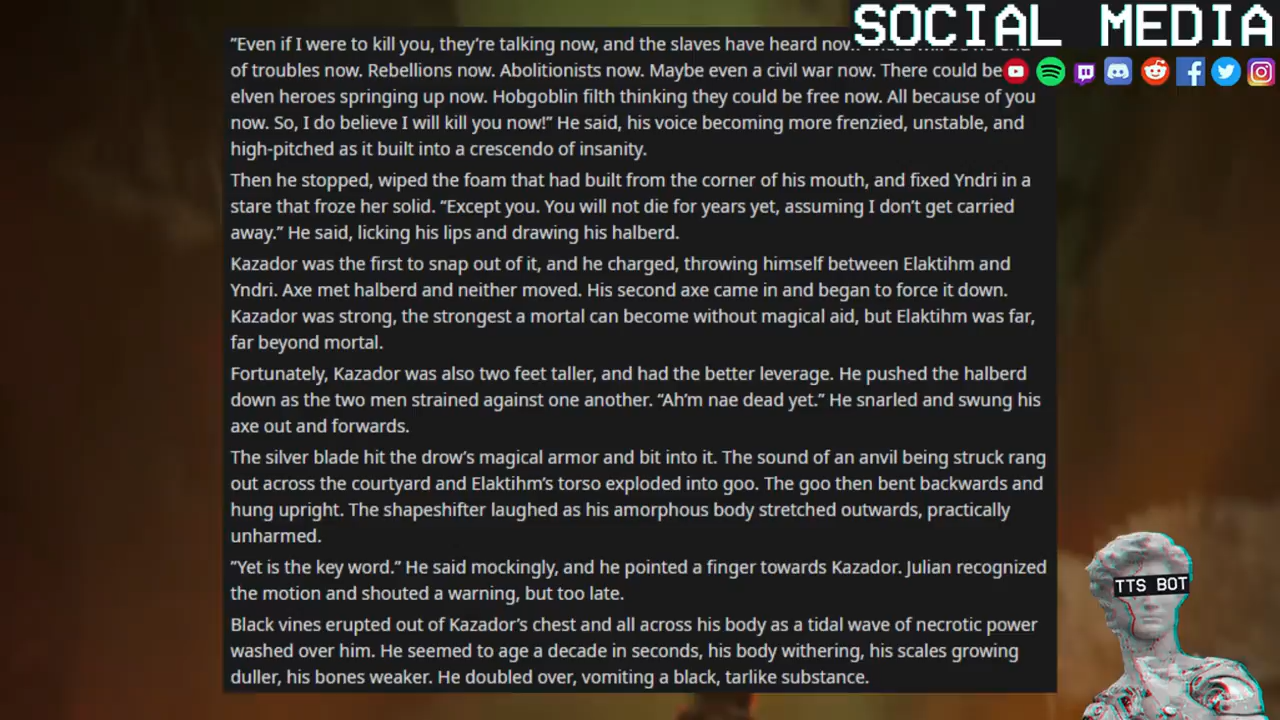 SOCIAL MEDIA
"Even if I were to kill you, they're talking now, and the slaves have heard now.
of troubles now. Rebellions now. Abolitionists now. Maybe even a civil war now. There could be
elven heroes springing up now. Hobgoblin filth thinking they could be free now. All because of you
now. So, I do believe I will kill you now!" He said, his voice becoming more frenzied, unstable, and
high-pitched as it built into a crescendo of insanity.
Then he stopped, wiped the foam that had built from the corner of his mouth, and fixed Yndri in a
stare that froze her solid. "Except you. You will not die for years yet, assuming I don't get carried
away." He said, licking his lips and drawing his halberd.
Kazador was the first to snap out of it, and he charged, throwing himself between Elaktihm and
Yndri. Axe met halberd and neither moved. His second axe came in and began to force it down.
Kazador was strong, the strongest a mortal can become without magical aid, but Elaktihm was far,
far beyond mortal.
Fortunately, Kazador was also two feet taller, and had the better leverage. He pushed the halberd
down as the two men strained against one another. "Ah'm nae dead yet." He snarled and swung his
axe out and forwards.
The silver blade hit the drow's magical armor and bit into it. The sound of an anvil being struck rang
out across the courtyard and Elaktihm's torso exploded into goo. The goo then bent backwards and
hung upright. The shapeshifter laughed as his amorphous body stretched outwards, practically
unharmed.
"Yet is the key word." He said mockingly, and he pointed a finger towards Kazador. Julian recognized
the motion and shouted a warning, but too late.
Black vines erupted out of Kazador's chest and all across his body as a tidal wave of necrotic power
washed over him. He seemed to age a decade in seconds, his body withering, his scales growing
duller, his bones weaker. He doubled over, vomiting a black, tarlike substance.
TTS BOT